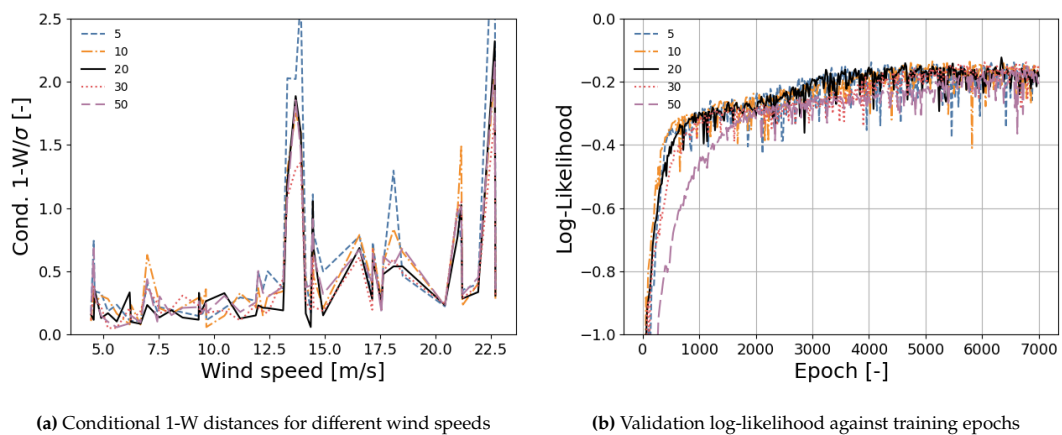 2.5
2.0
1.5
1.0
0.5
0.0
Cond. 1-W/σ [-]
5
10
20
30
50
5.0 7.5 10.0 12.5 15.0 17.5 20.0 22.5
Wind speed [m/s]
(a) Conditional 1-W distances for different wind speeds
0.0
−0.2
−0.4
−0.6
−0.8
−1.0
Log-Likelihood
5
10
20
30
50
0 1000 2000 3000 4000 5000 6000 7000
Epoch [-]
(b) Validation log-likelihood against training epochs